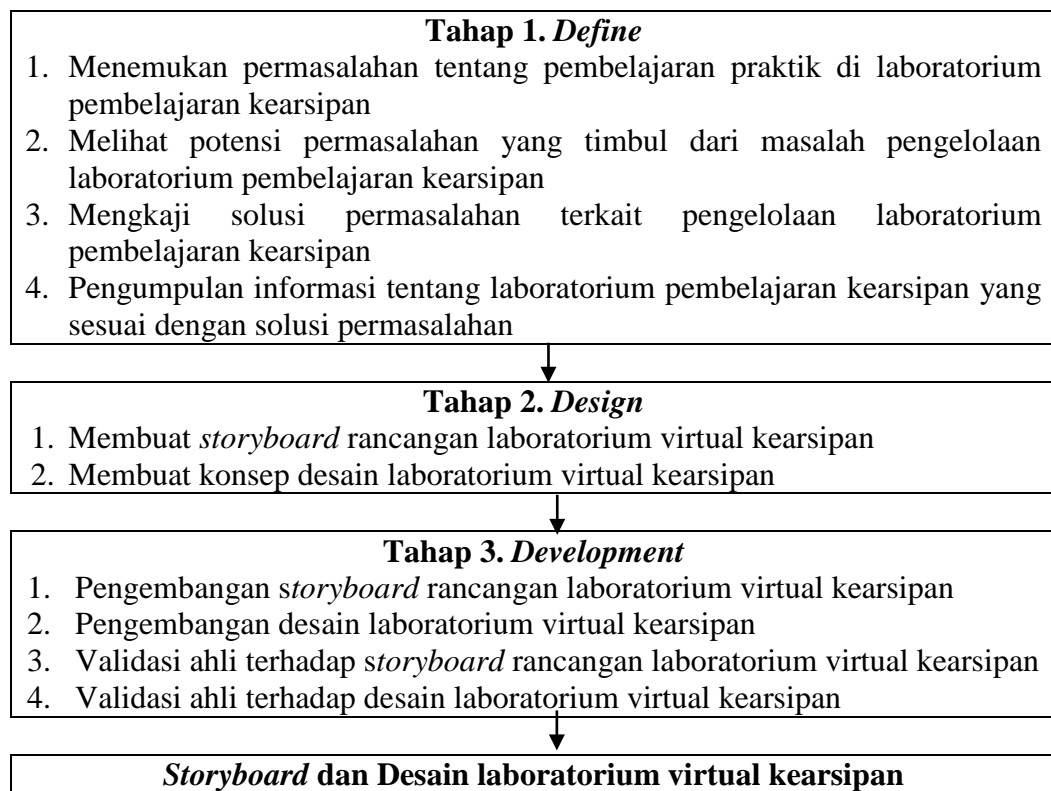 Tahap 1. Define
1. Menemukan permasalahan tentang pembelajaran praktik di laboratorium
pembelajaran kearsipan
2. Melihat potensi permasalahan yang timbul dari masalah pengelolaan
laboratorium pembelajaran kearsipan
3. Mengkaji solusi permasalahan terkait pengelolaan laboratorium
pembelajaran kearsipan
4. Pengumpulan informasi tentang laboratorium pembelajaran kearsipan yang
sesuai dengan solusi permasalahan
Tahap 2. Design
1. Membuat storyboard rancangan laboratorium virtual kearsipan
2. Membuat konsep desain laboratorium virtual kearsipan
Tahap 3. Development
1. Pengembangan storyboard rancangan laboratorium virtual kearsipan
2. Pengembangan desain laboratorium virtual kearsipan
3. Validasi ahli terhadap storyboard rancangan laboratorium virtual kearsipan
4. Validasi ahli terhadap desain laboratorium virtual kearsipan
Storyboard dan Desain laboratorium virtual kearsipan